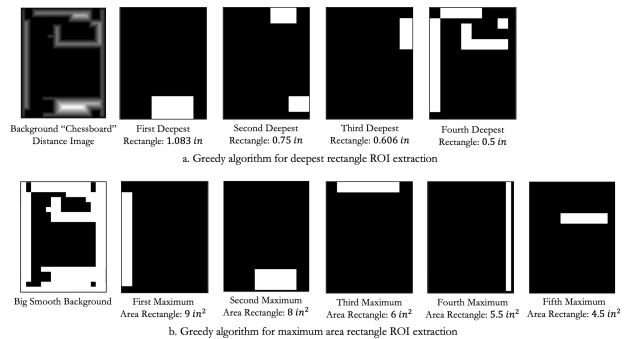 Background “Chessboard”
Distance Image
First Deepest
Rectangle: 1.083 in
Second Deepest
Rectangle: 0.75 in
Third Deepest
Rectangle: 0.606 in
Fourth Deepest
Rectangle: 0.5 in
a. Greedy algorithm for deepest rectangle ROI extraction
Big Smooth Background
First Maximum
Area Rectangle: 9 in²
Second Maximum
Area Rectangle: 8 in²
Third Maximum
Area Rectangle: 6 in²
Fourth Maximum
Area Rectangle: 5.5 in²
Fifth Maximum
Area Rectangle: 4.5 in²
b. Greedy algorithm for maximum area rectangle ROI extraction